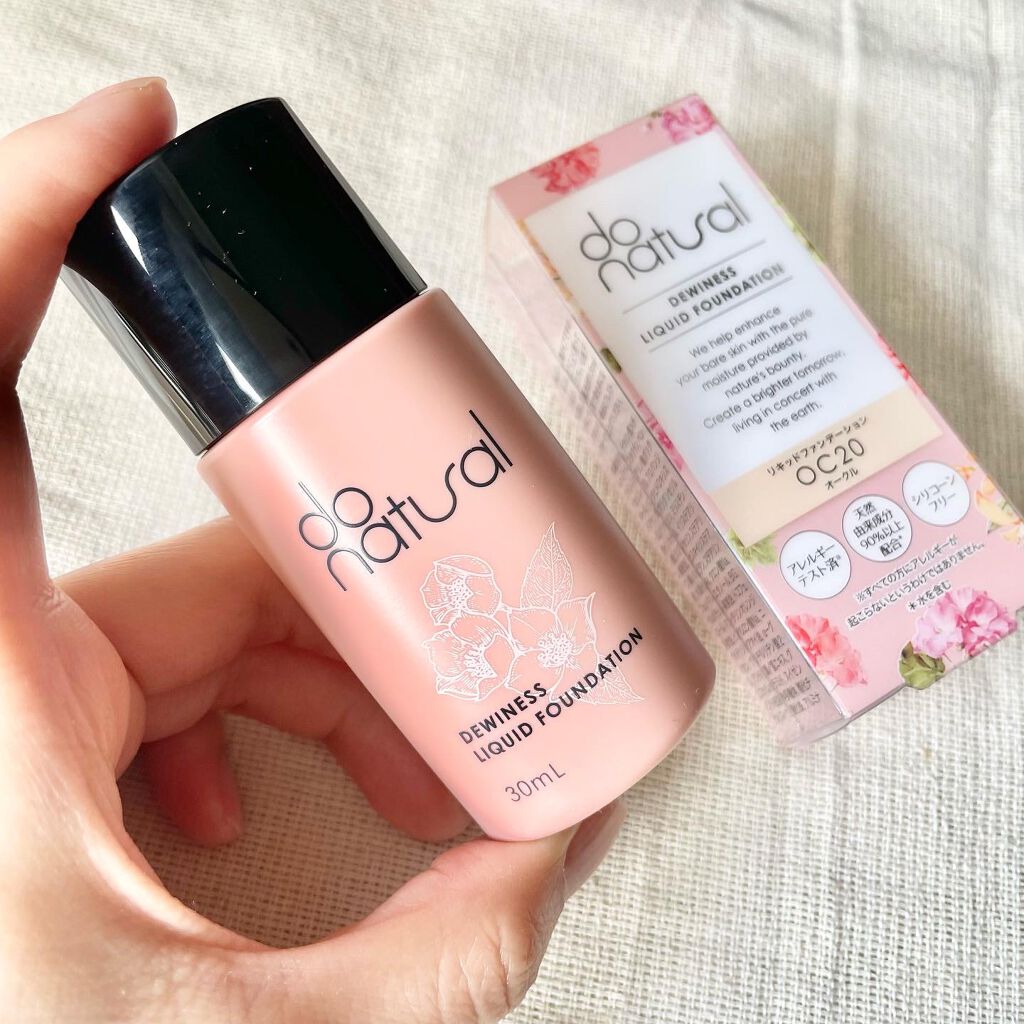 do
natural
DEWINESS
LIQUID FOUNDATION
30mL
do
natural
DEWINESS
LIQUID FOUNDATION
We help enhance
your bare skin with the pure
moisture provided by
nature's bounty.
Create a brighter tomorrow,
living in concert with
the earth.
リキッドファンデーション
OC20
オークル
アレルギー
テスト済※
天然
由来成分
90%以上
配合*
シリコーン
フリー
※すべての方にアレルギーが
起こらないというわけではありません。
*水を含む